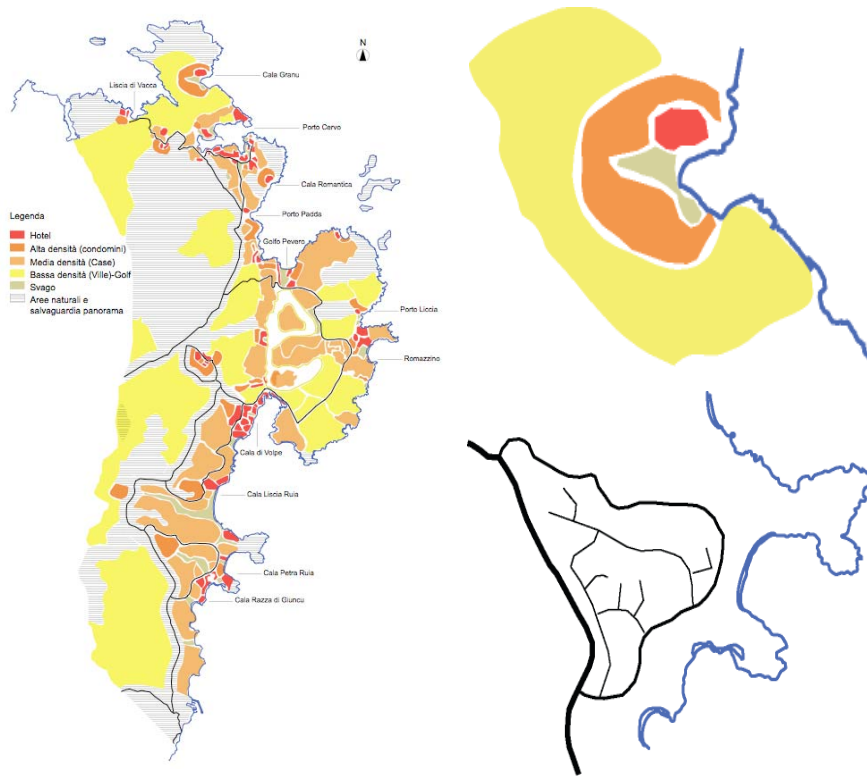 N
Cala Granu
Liscia di Vacca
Porto Cervo
Cala Romantica
Porto Padda
Golfo Pevero
Legenda
Hotel
Alta densità (condomini)
Media densità (Case)
Bassa densità (Ville)-Golf
Svago
Aree naturali e
salvaguardia panorama
Porto Liccia
Romazzino
Cala di Volpe
Cala Liscia Ruia
Cala Petra Ruia
Cala Razza di Giuncu